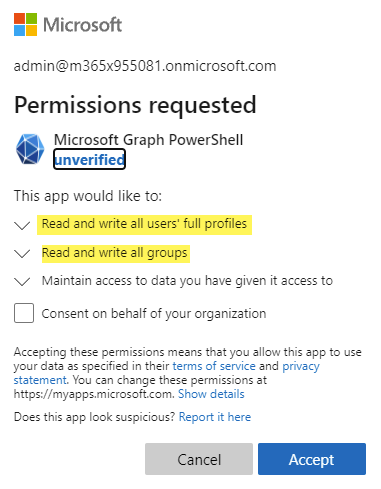 Microsoft
admin@m365x955081.onmicrosoft.com
Permissions requested
Microsoft Graph PowerShell
unverified
This app would like to:
Read and write all users' full profiles
Read and write all groups
Maintain access to data you have given it access to
Consent on behalf of your organization
Accepting these permissions means that you allow this app to use
your data as specified in their terms of service and privacy
statement. You can change these permissions at
https://myapps.microsoft.com. Show details
Does this app look suspicious? Report it here
Cancel
Accept